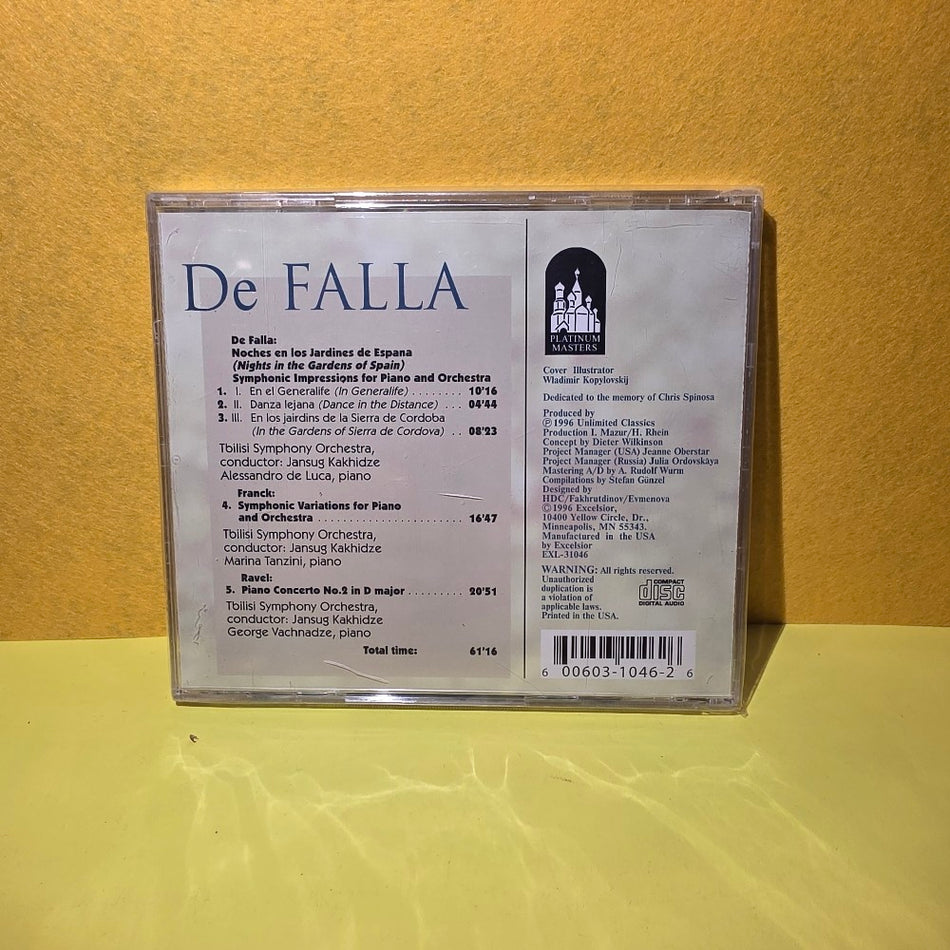 De FALLA
De Falla:
Noches en los Jardines de Espana
(Nights in the Gardens of Spain)
Symphonic Impressions for Piano and Orchestra
1. I. En el Generalife (In Generalife) ........ 10'16
2. II. Danza lejana (Dance in the Distance) ... 04'44
3. III. En los jairdins de la Sierra de Cordoba
(In the Gardens of Sierra de Cordova) .. 08'23
Tbilisi Symphony Orchestra,
conductor: Jansug Kakhidze
Alessandro de Luca, piano
Franck:
4. Symphonic Variations for Piano
and Orchestra ...................... 16'47
Tbilisi Symphony Orchestra,
conductor: Jansug Kakhidze
Marina Tanzini, piano
Ravel:
5. Piano Concerto No.2 in D major ......... 20'51
Tbilisi Symphony Orchestra,
conductor: Jansug Kakhidze
George Vachnadze, piano
Total time: 61'16
PLATINUM
MASTERS
Cover Illustrator
Wladimir Kopylovskij
Dedicated to the memory of Chris Spinosa
Produced by
Ⓟ1996 Unlimited Classics
Production I. Mazur/H. Rhein
Concept by Dieter Wilkinson
Project Manager (USA) Jeanne Oberstar
Project Manager (Russia) Julia Ordovskaya
Mastering A/D by A. Rudolf Wurm
Compilations by Stefan Günzel
Designed by
HDC/Fakhrutdinov/Evmenova
©1996 Excelsior,
10400 Yellow Circle, Dr.,
Minneapolis, MN 55343.
Manufactured in the USA
by Excelsior
EXL-31046
WARNING: All rights reserved.
Unauthorized
duplication is
a violation of
applicable laws.
Printed in the USA.
COMPACT
disc
DIGITAL AUDIO
6 00603-1046-2 6